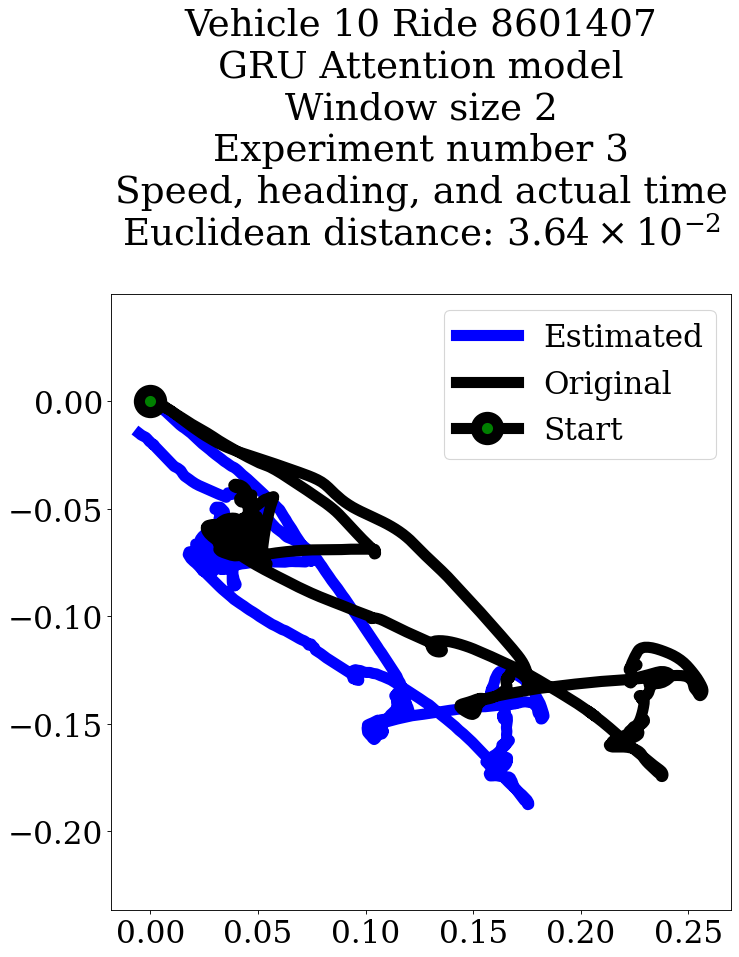 Vehicle 10 Ride 8601407
GRU Attention model
Window size 2
Experiment number 3
Speed, heading, and actual time
Euclidean distance: 3.64 × 10⁻²
Estimated
Original
Start
0.00
−0.05
−0.10
−0.15
−0.20
0.00 0.05 0.10 0.15 0.20 0.25